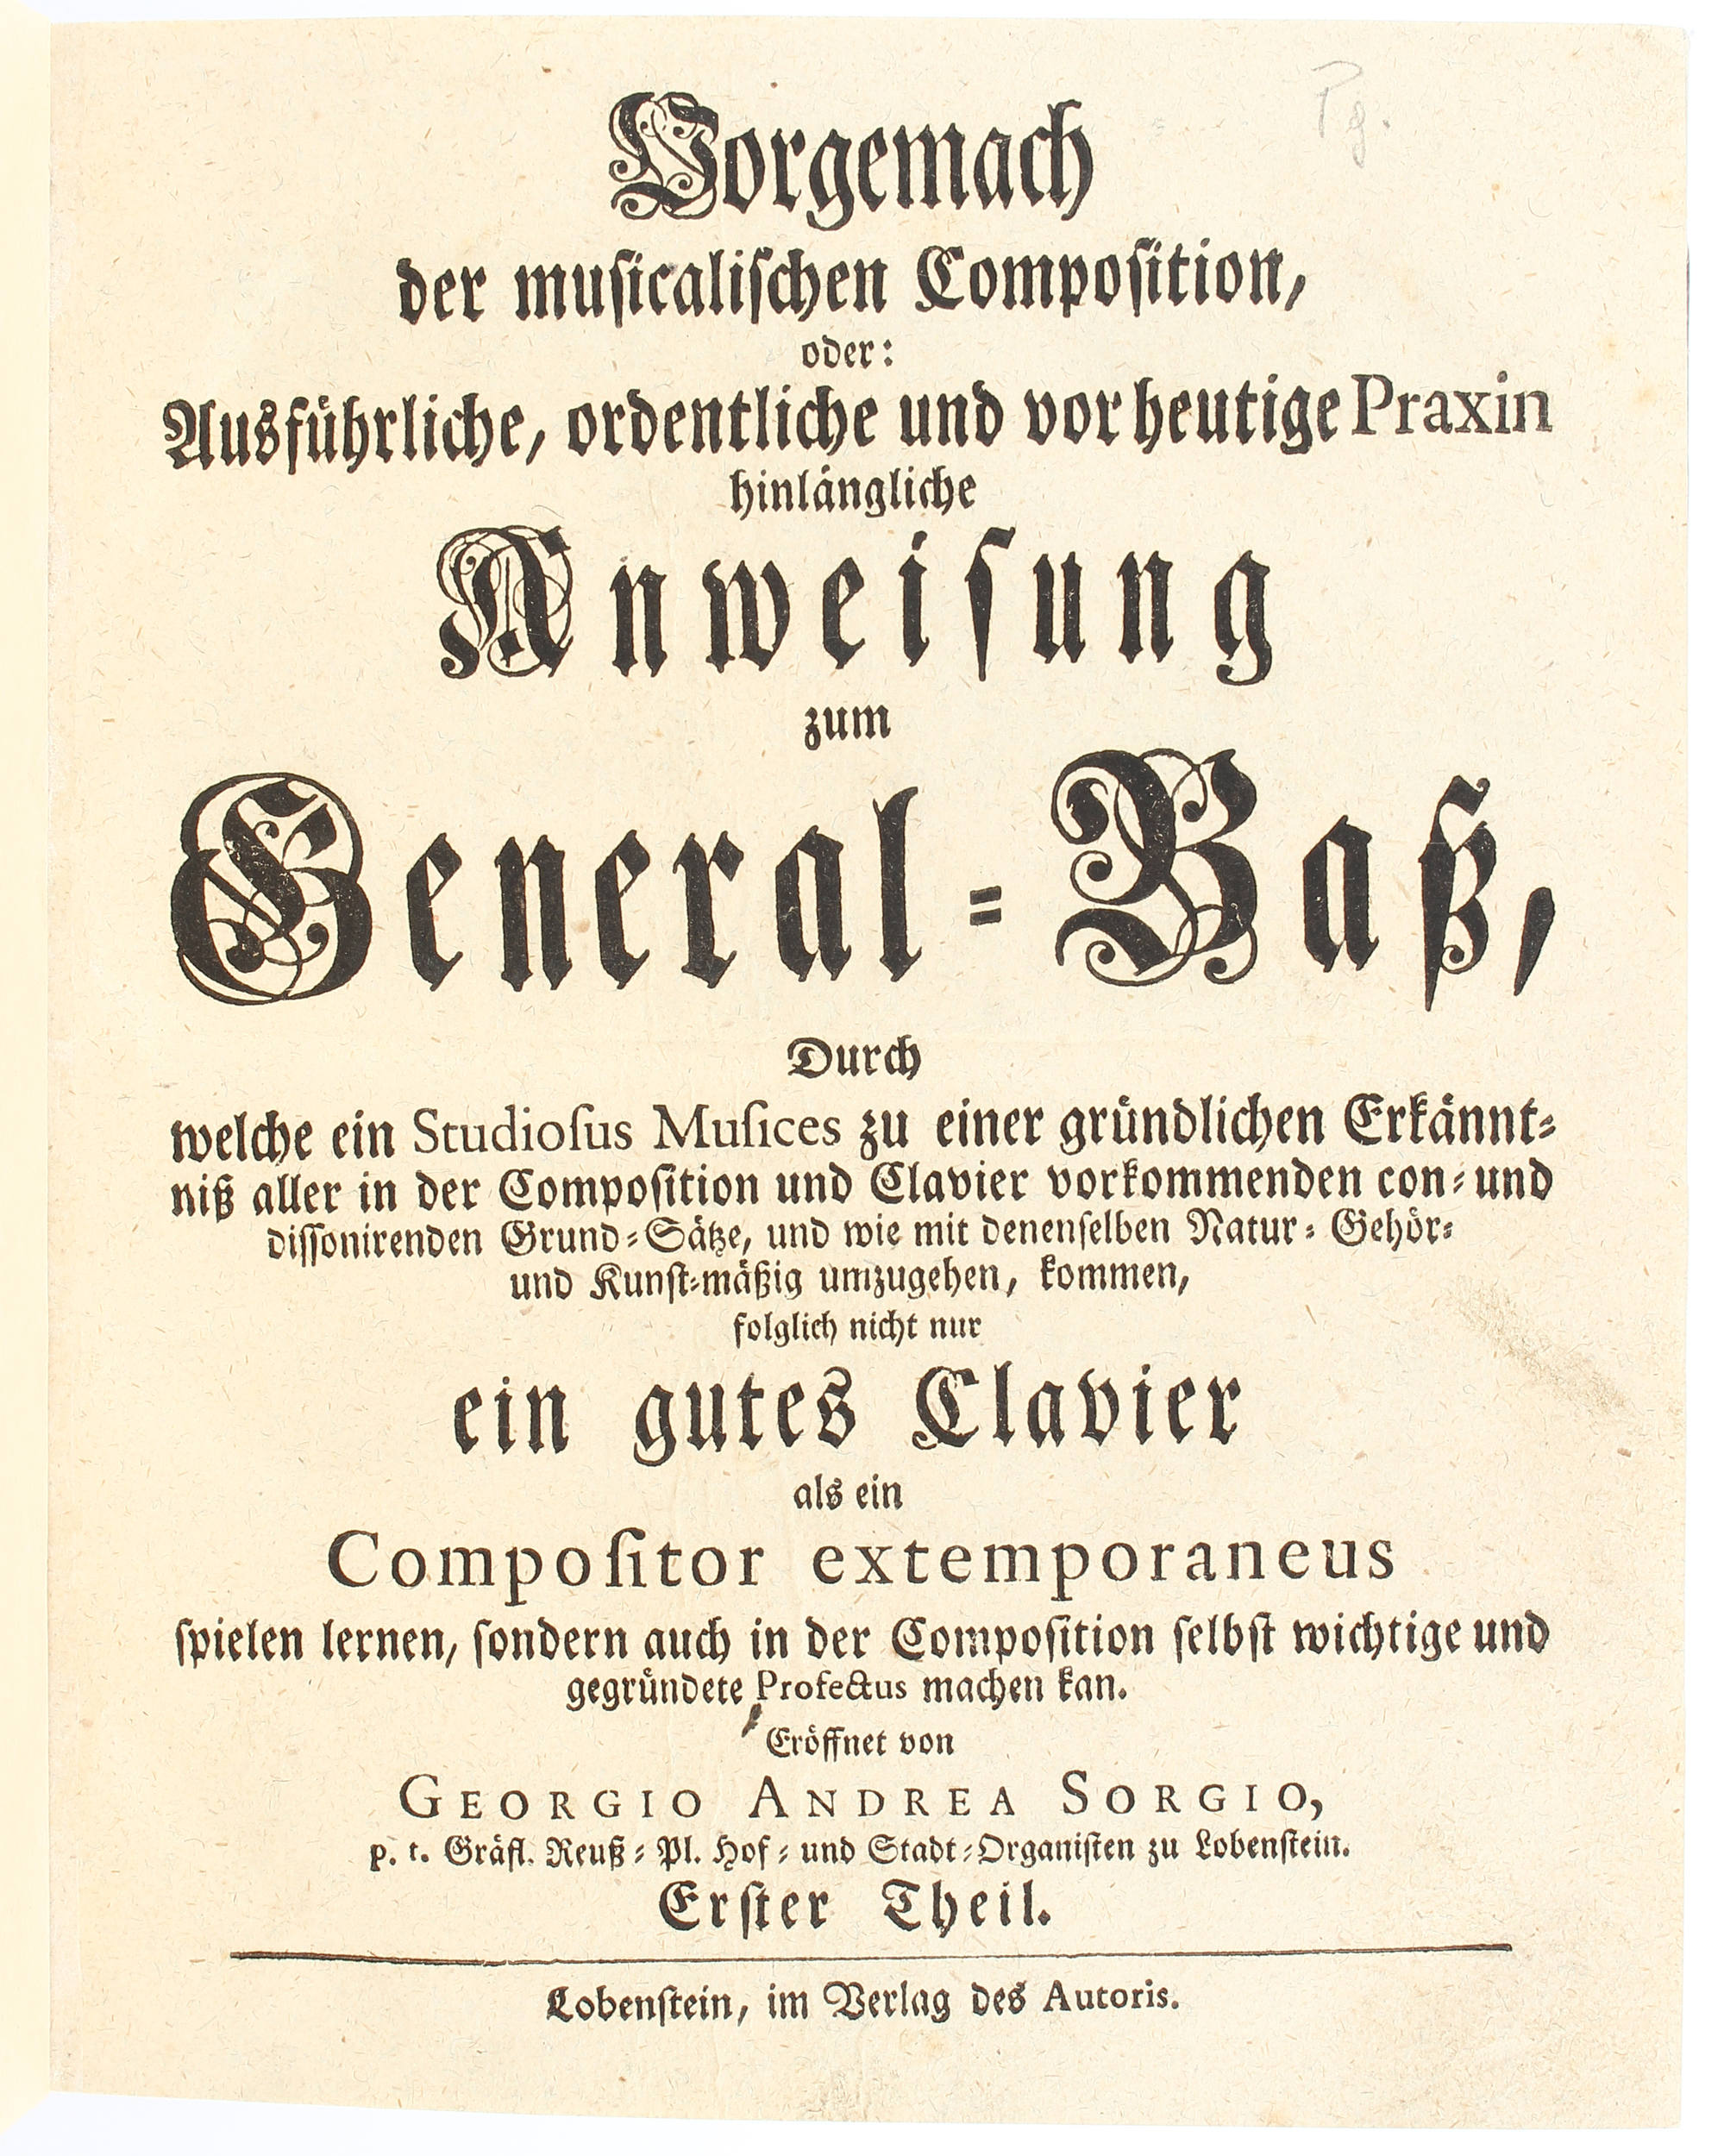 Pg.
Vorgemach
der muſicaliſchen Compoſition,
oder:
Ausführliche, ordentliche und vor heutige Praxin
hinlängliche
Anweiſung
zum
General-Baß,
Durch
welche ein Studioſus Muſices zu einer gründlichen Erkännt-
niß aller in der Compoſition und Clavier vorkommenden con- und
diſſonirenden Grund-Sätze, und wie mit denenſelben Natur- Gehör-
und Kunſt-mäßig umzugehen, kommen,
folglich nicht nur
ein gutes Clavier
als ein
Compoſitor extemporaneus
ſpielen lernen, ſondern auch in der Compoſition ſelbſt wichtige und
gegründete Profectus machen kan.
Eröffnet von
GEORGIO ANDREA SORGIO,
p. t. Gräfl. Reuß-Pl. Hof- und Stadt-Organiſten zu Lobenſtein.
Erſter Theil.
Lobenſtein, im Verlag des Autoris.